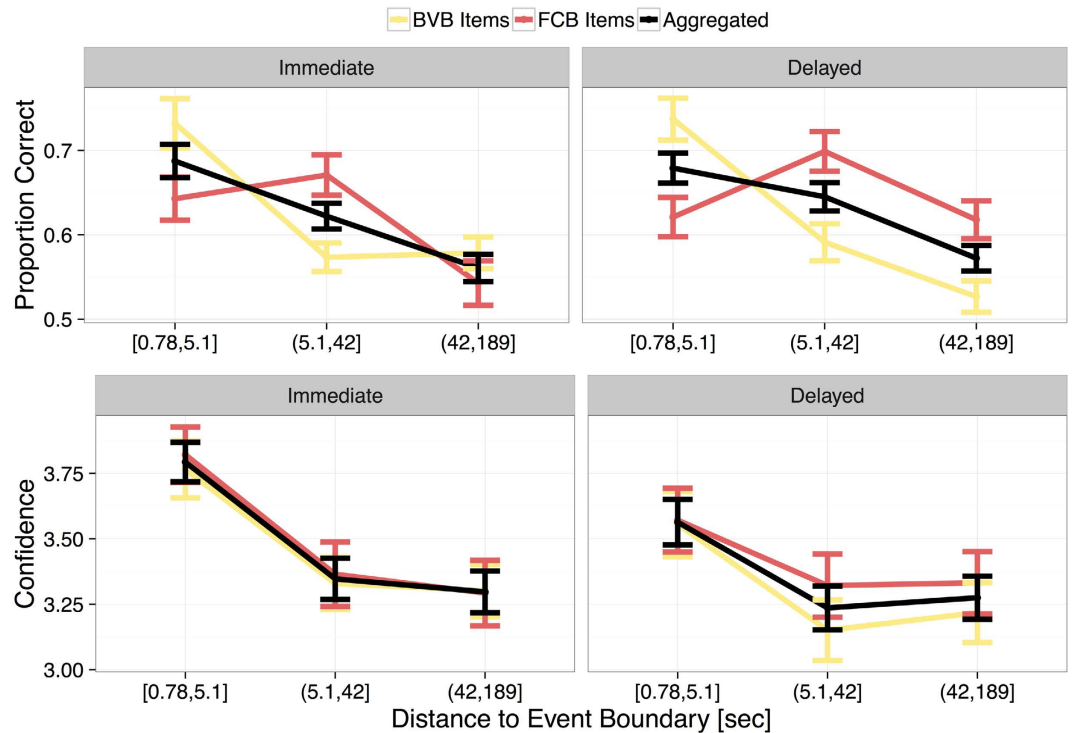 BVB Items FCB Items Aggregated
Immediate Delayed
Proportion Correct
0.7
0.6
0.5
[0.78,5.1] (5.1,42] (42,189] [0.78,5.1] (5.1,42] (42,189]
Immediate Delayed
Confidence
3.75
3.50
3.25
3.00
[0.78,5.1] (5.1,42] (42,189] [0.78,5.1] (5.1,42] (42,189]
Distance to Event Boundary [sec]